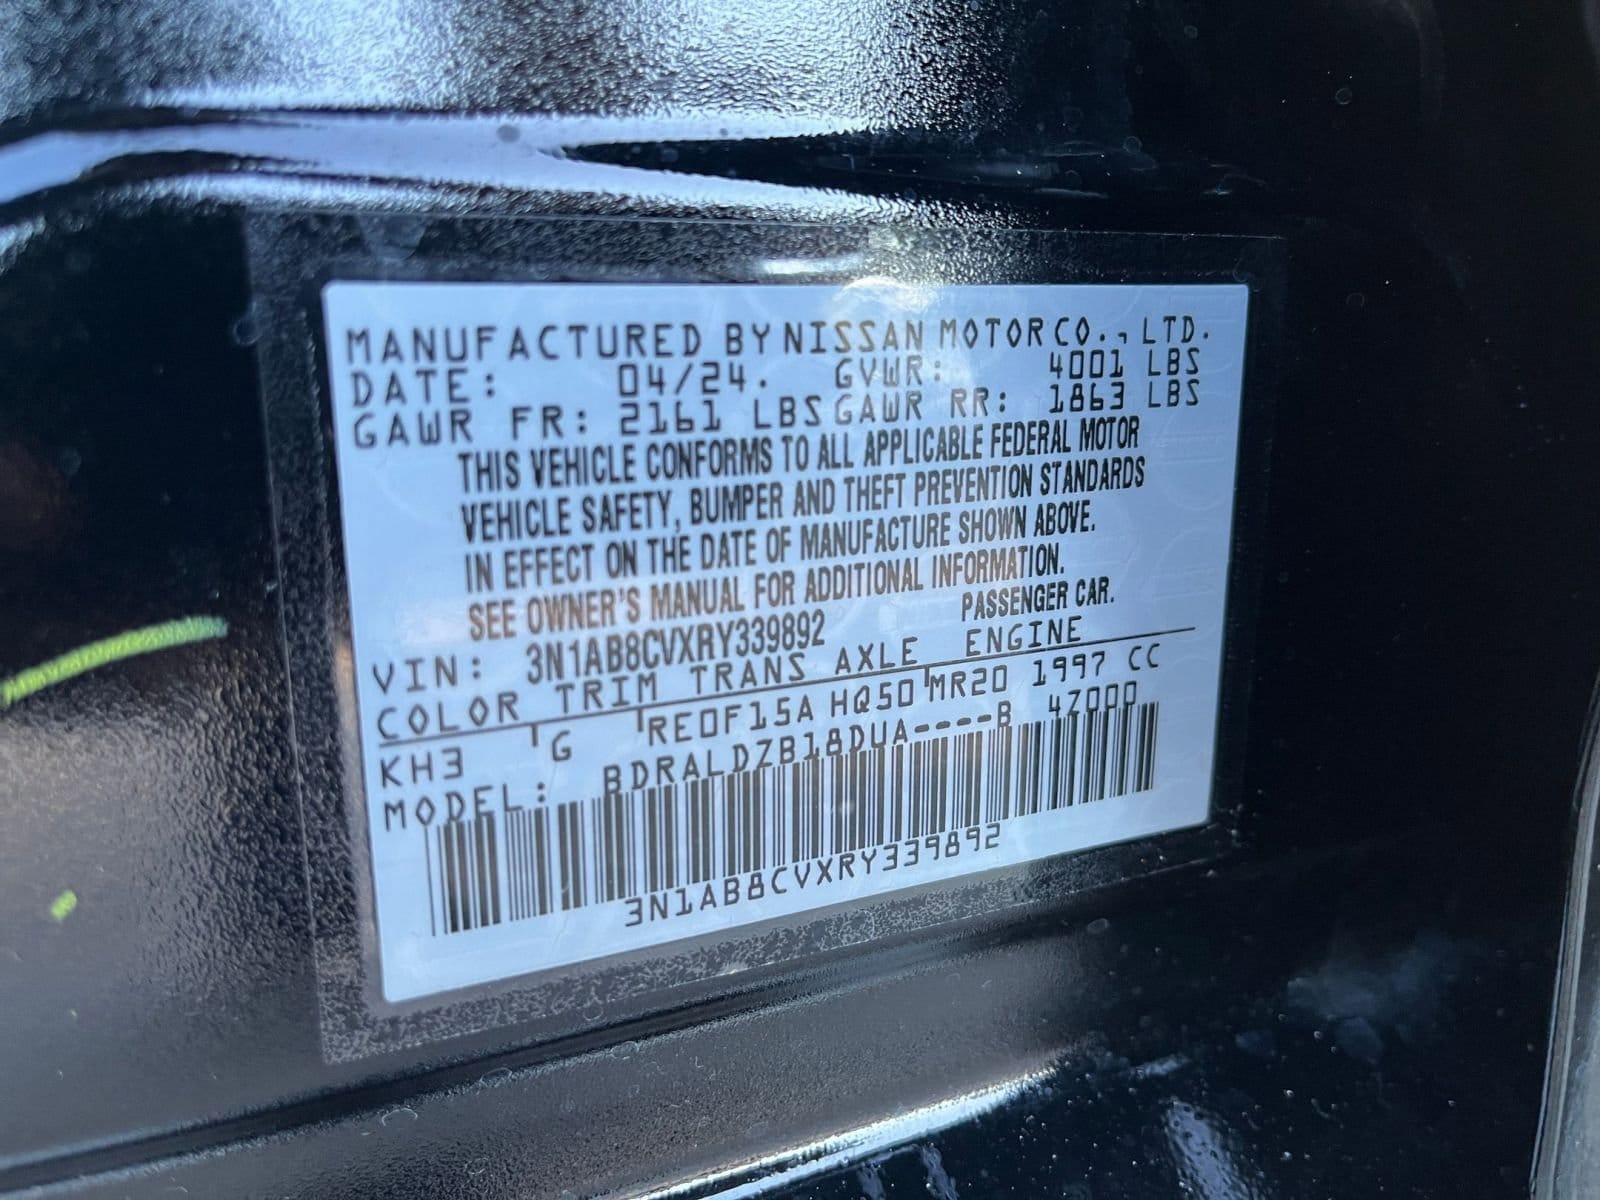 MANUFACTURED BY NISSAN MOTOR CO., LTD.
DATE: 04/24. GVWR: 4001 LBS
GAWR FR: 2161 LBS GAWR RR: 1863 LBS
THIS VEHICLE CONFORMS TO ALL APPLICABLE FEDERAL MOTOR
VEHICLE SAFETY, BUMPER AND THEFT PREVENTION STANDARDS
IN EFFECT ON THE DATE OF MANUFACTURE SHOWN ABOVE.
SEE OWNER'S MANUAL FOR ADDITIONAL INFORMATION.
VIN: 3N1AB8CVXRY339892 PASSENGER CAR.
COLOR TRIM TRANS AXLE ENGINE
KH3 G RE0F15A HQ50 MR20 1997 CC
MODEL: BDRALDZB18DUA----B 4Z000
3N1AB8CVXRY339892